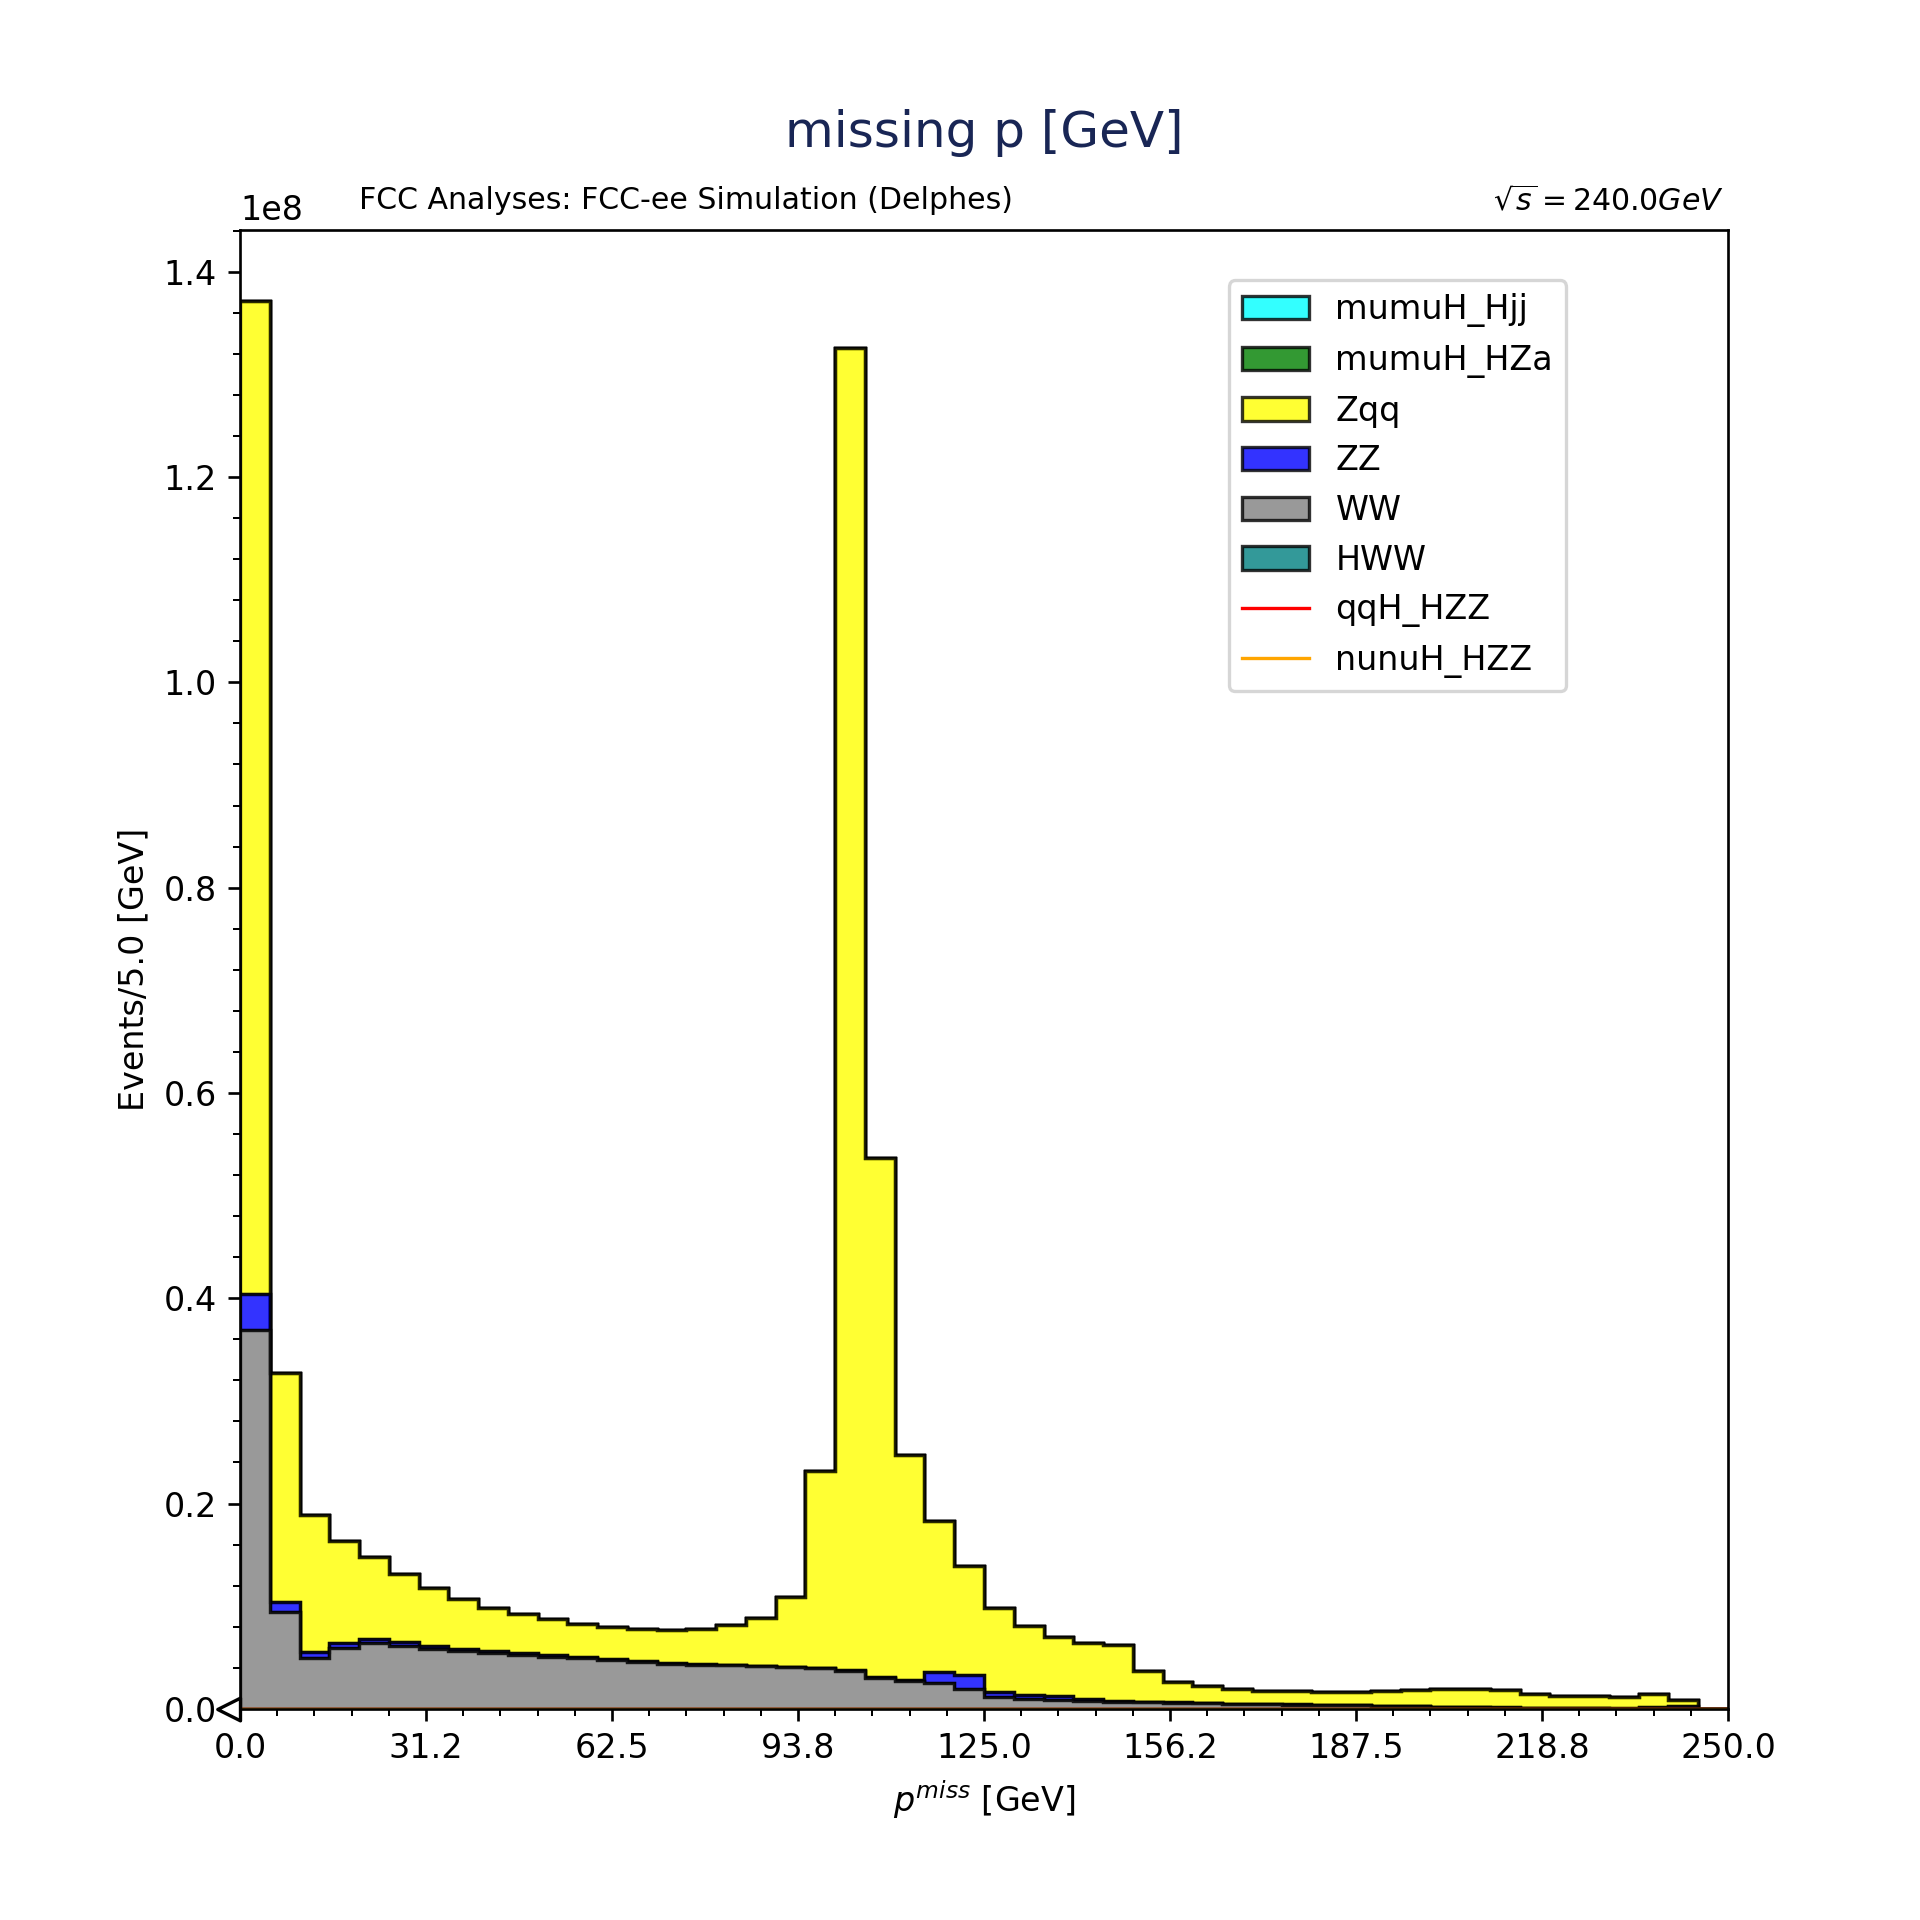 missing p [GeV]
1e8
FCC Analyses: FCC-ee Simulation (Delphes)
√s = 240.0GeV
1.4
1.2
1.0
0.8
0.6
0.4
0.2
0.0
Events/5.0 [GeV]
mumuH_Hjj
mumuH_HZa
Zqq
ZZ
WW
HWW
qqH_HZZ
nunuH_HZZ
0.0 31.2 62.5 93.8 125.0 156.2 187.5 218.8 250.0
p^miss [GeV]